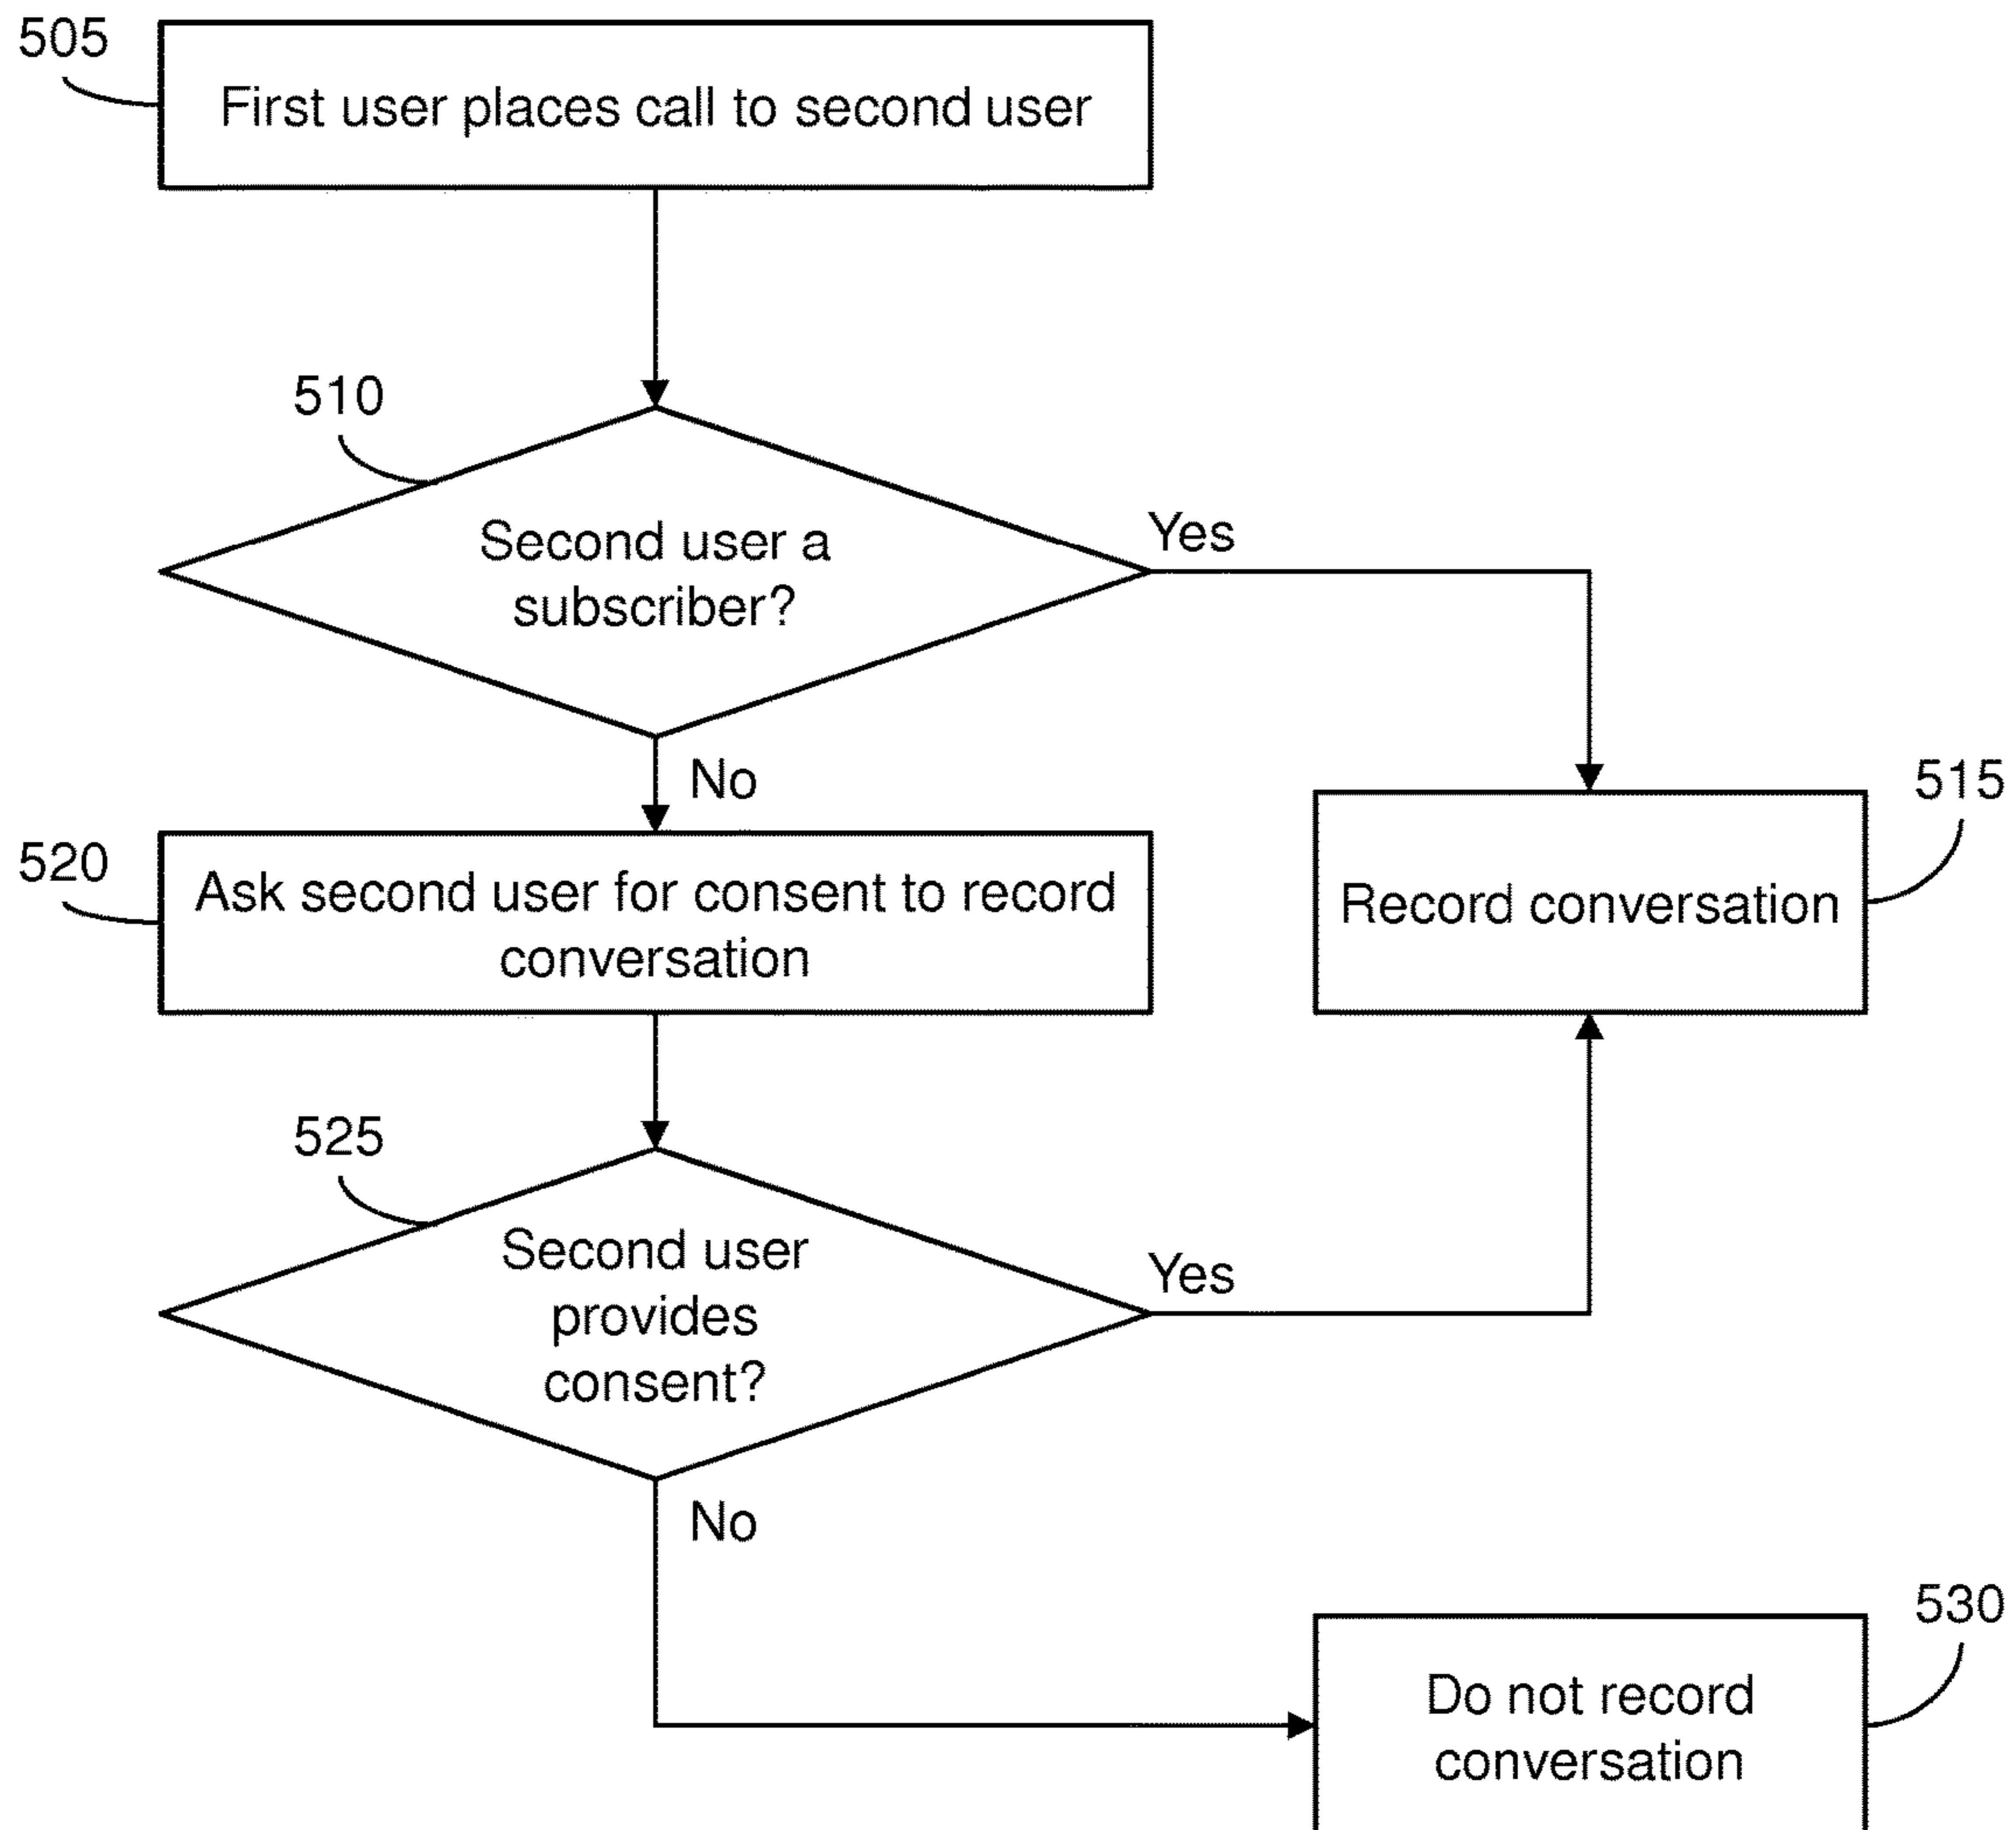 505
First user places call to second user
510
Second user a
subscriber?
Yes
No
515
520
Ask second user for consent to record
conversation
Record conversation
525
Second user
provides
consent?
Yes
No
530
Do not record
conversation